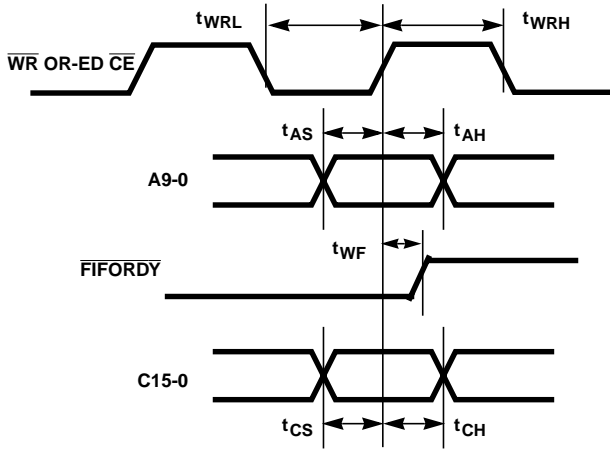 tWRL
tWRH
WR OR-ED CE
tAS
tAH
A9-0
tWF
FIFORDY
C15-0
tCS
tCH